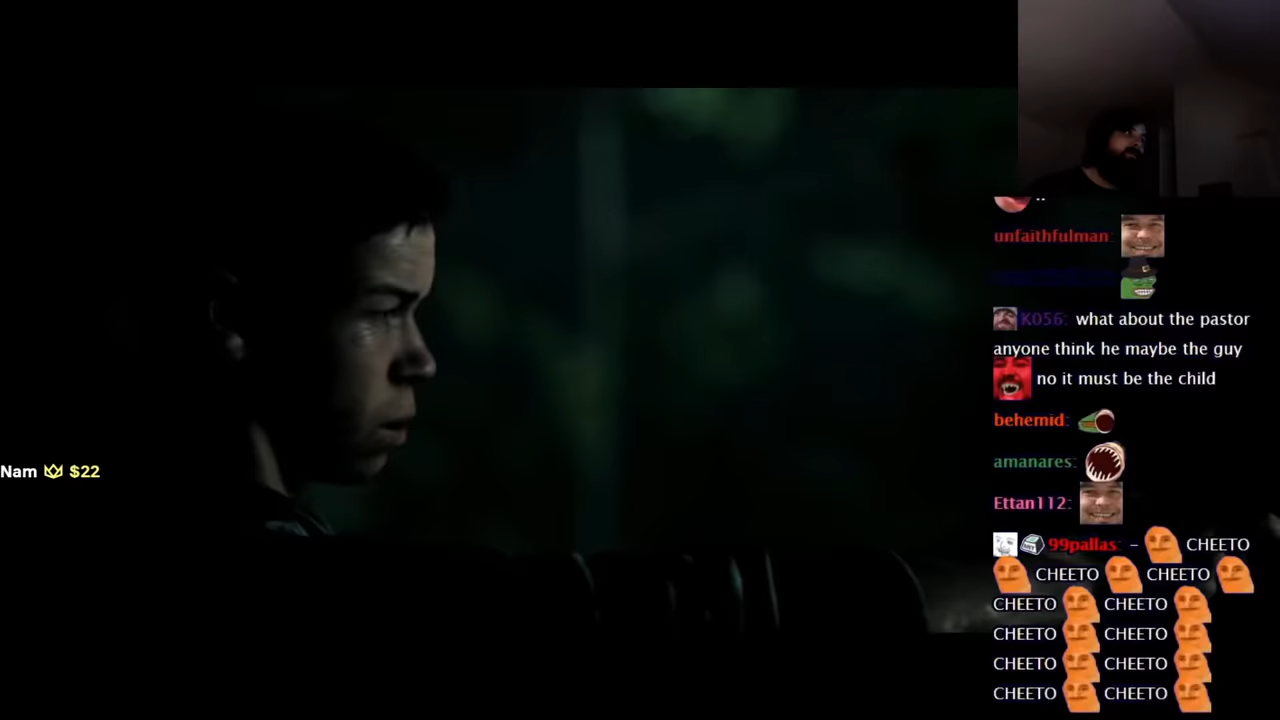 Nam $22
unfaithfulman:
K056: what about the pastor
anyone think he maybe the guy
no it must be the child
behemid:
amanares:
Ettan112:
99pallas: - CHEETO
CHEETO CHEETO
CHEETO CHEETO
CHEETO CHEETO
CHEETO CHEETO
CHEETO CHEETO